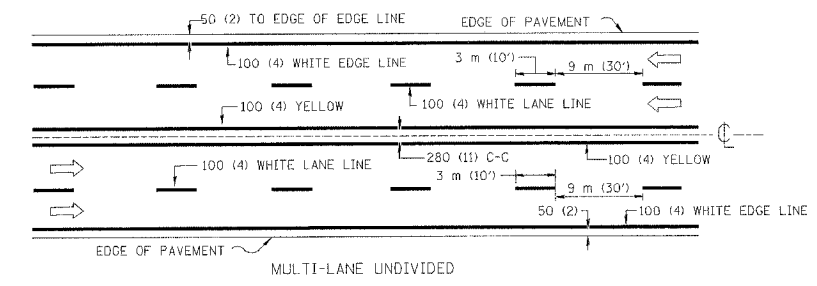 50 (2) TO EDGE OF EDGE LINE
EDGE OF PAVEMENT
100 (4) WHITE EDGE LINE
3 m (10')
9 m (30')
100 (4) YELLOW
100 (4) WHITE LANE LINE
℄
100 (4) WHITE LANE LINE
280 (11) C-C
100 (4) YELLOW
3 m (10')
9 m (30')
50 (2)
100 (4) WHITE EDGE LINE
EDGE OF PAVEMENT
MULTI-LANE UNDIVIDED